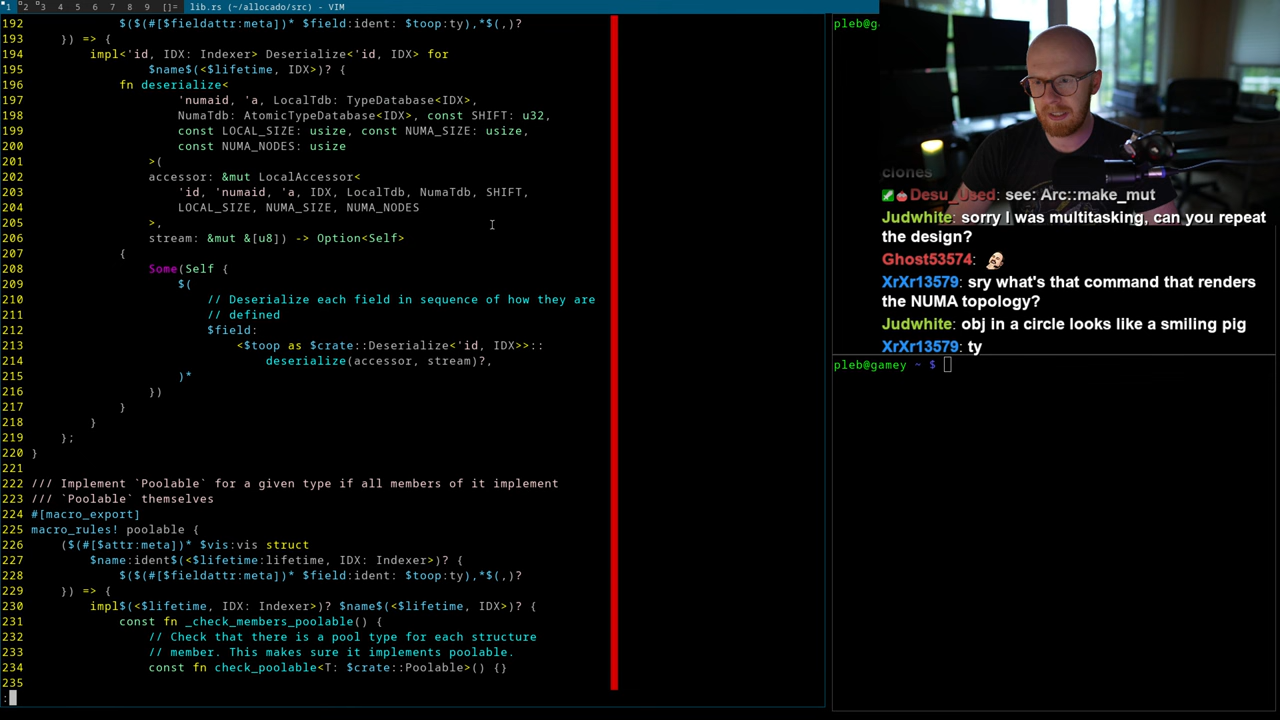 1 2 3 4 5 6 7 8 9 []= lib.rs (~/allocado/src) - VIM
192 $($(#[$fieldattr:meta])* $field:ident: $toop:ty),*$(,)?
193 }) => {
194 impl<'id, IDX: Indexer> Deserialize<'id, IDX> for
195 $name$(<$lifetime, IDX>)? {
196 fn deserialize<
197 'numaid, 'a, LocalTdb: TypeDatabase<IDX>,
198 NumaTdb: AtomicTypeDatabase<IDX>, const SHIFT: u32,
199 const LOCAL_SIZE: usize, const NUMA_SIZE: usize,
200 const NUMA_NODES: usize
201 >(
202 accessor: &mut LocalAccessor<
203 'id, 'numaid, 'a, IDX, LocalTdb, NumaTdb, SHIFT,
204 LOCAL_SIZE, NUMA_SIZE, NUMA_NODES
205 >,
206 stream: &mut &[u8]) -> Option<Self>
207 {
208 Some(Self {
209 $(
210 // Deserialize each field in sequence of how they are
211 // defined
212 $field:
213 <$toop as $crate::Deserialize<'id, IDX>>::
214 deserialize(accessor, stream)?,
215 )*
216 })
217 }
218 }
219 };
220 }
221
222 /// Implement `Poolable` for a given type if all members of it implement
223 /// `Poolable` themselves
224 #[macro_export]
225 macro_rules! poolable {
226 ($(#[$attr:meta])* $vis:vis struct
227 $name:ident$(<$lifetime:lifetime, IDX: Indexer>)? {
228 $($(#[$fieldattr:meta])* $field:ident: $toop:ty),*$(,)?
229 }) => {
230 impl$(<$lifetime, IDX: Indexer>)? $name$(<$lifetime, IDX>)? {
231 const fn _check_members_poolable() {
232 // Check that there is a pool type for each structure
233 // member. This makes sure it implements poolable.
234 const fn check_poolable<T: $crate::Poolable>() {}
235
:
pleb@g
clones
Desu_Used: see: Arc::make_mut
Judwhite: sorry I was multitasking, can you repeat
the design?
Ghost53574:
XrXr13579: sry what's that command that renders
the NUMA topology?
Judwhite: obj in a circle looks like a smiling pig
XrXr13579: ty
pleb@gamey ~ $